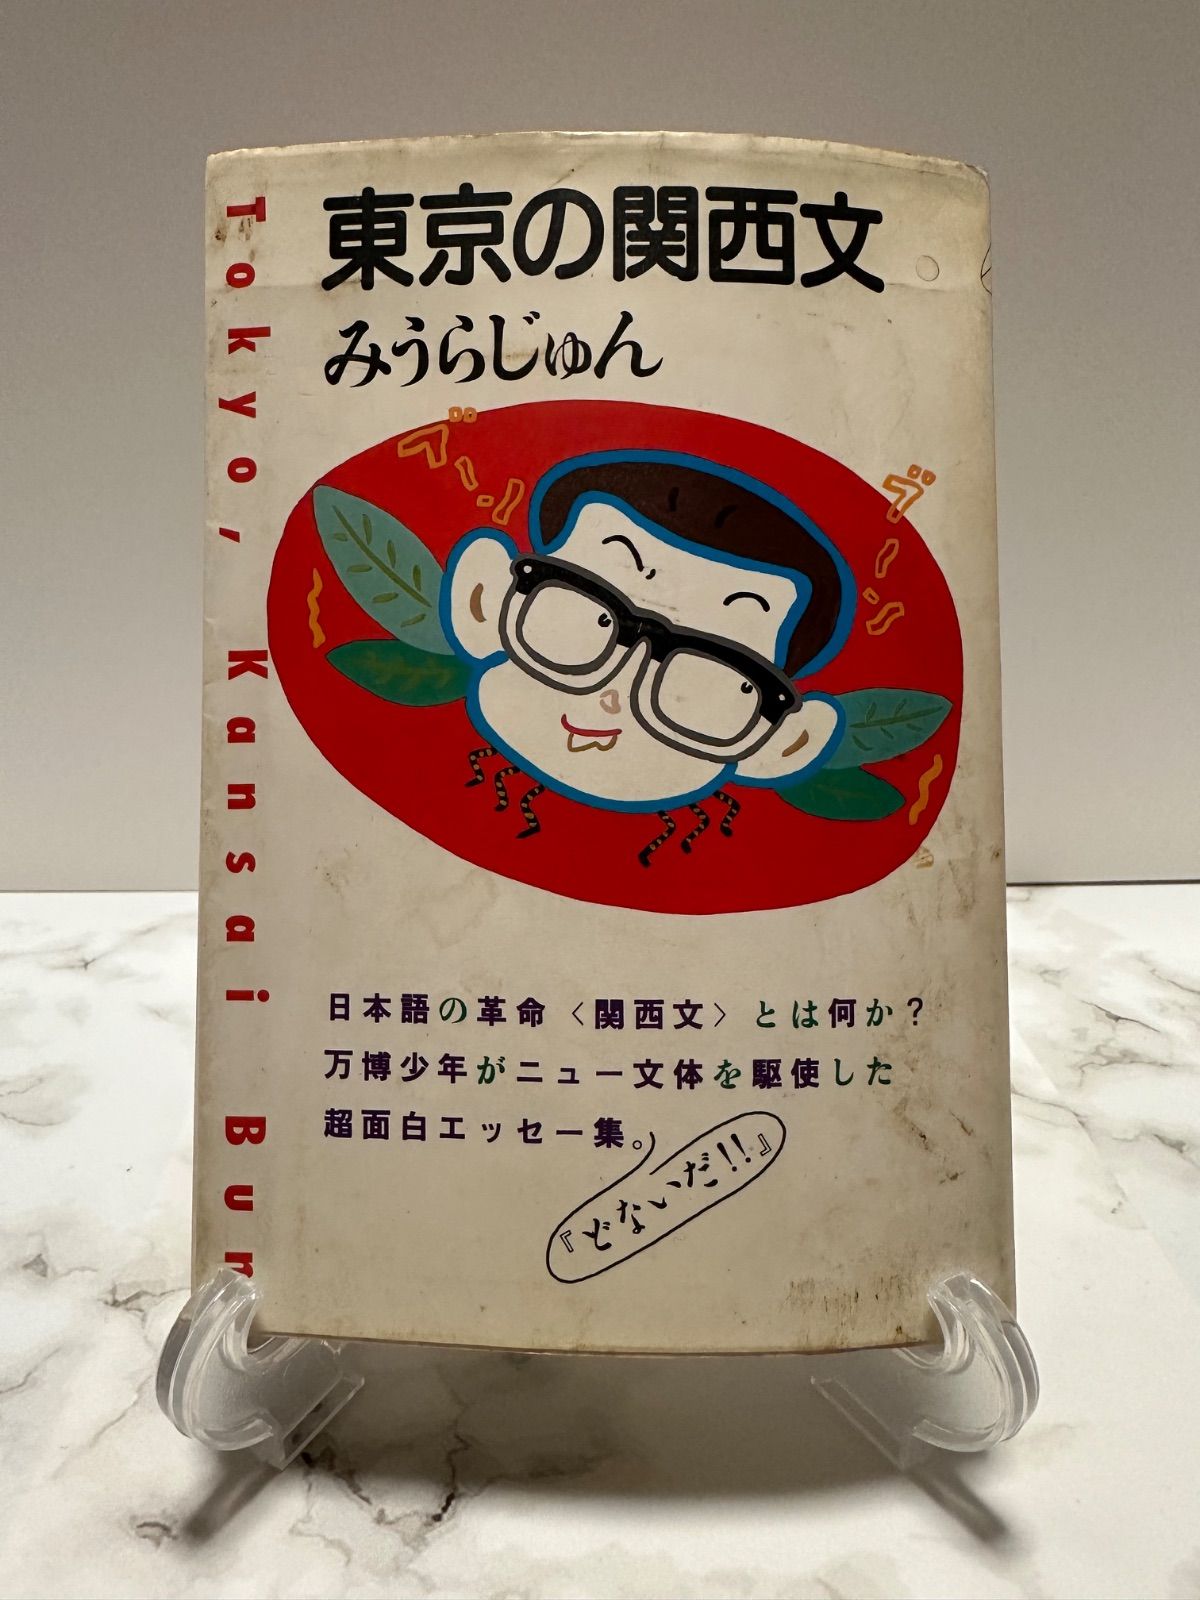 東京の関西文
みうらじゅん
Tokyo, Kansai Bun
ブーン
ブーン
日本語の革命〈関西文〉とは何か?
万博少年がニュー文体を駆使した
超面白エッセー集。
『どないだ!!』